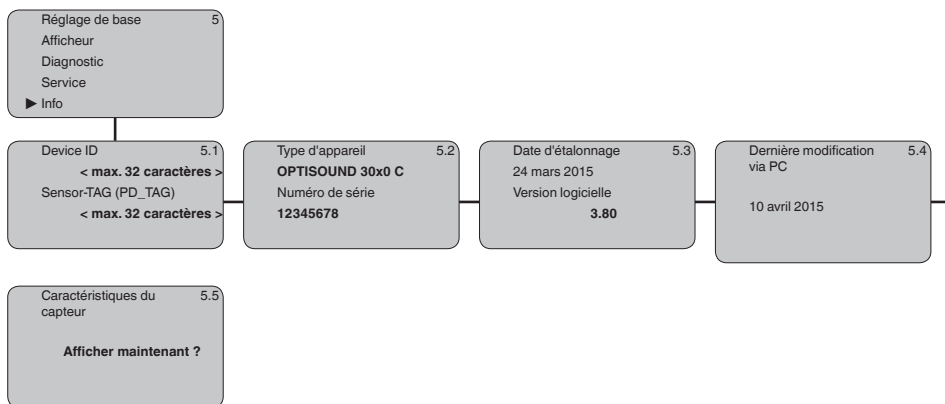 Réglage de base 5
Afficheur
Diagnostic
Service
▶ Info
Device ID 5.1
< max. 32 caractères >
Sensor-TAG (PD_TAG)
< max. 32 caractères >
Type d'appareil 5.2
OPTISOUND 30x0 C
Numéro de série
12345678
Date d'étalonnage 5.3
24 mars 2015
Version logicielle
3.80
Dernière modification 5.4
via PC
10 avril 2015
Caractéristiques du 5.5
capteur
Afficher maintenant ?